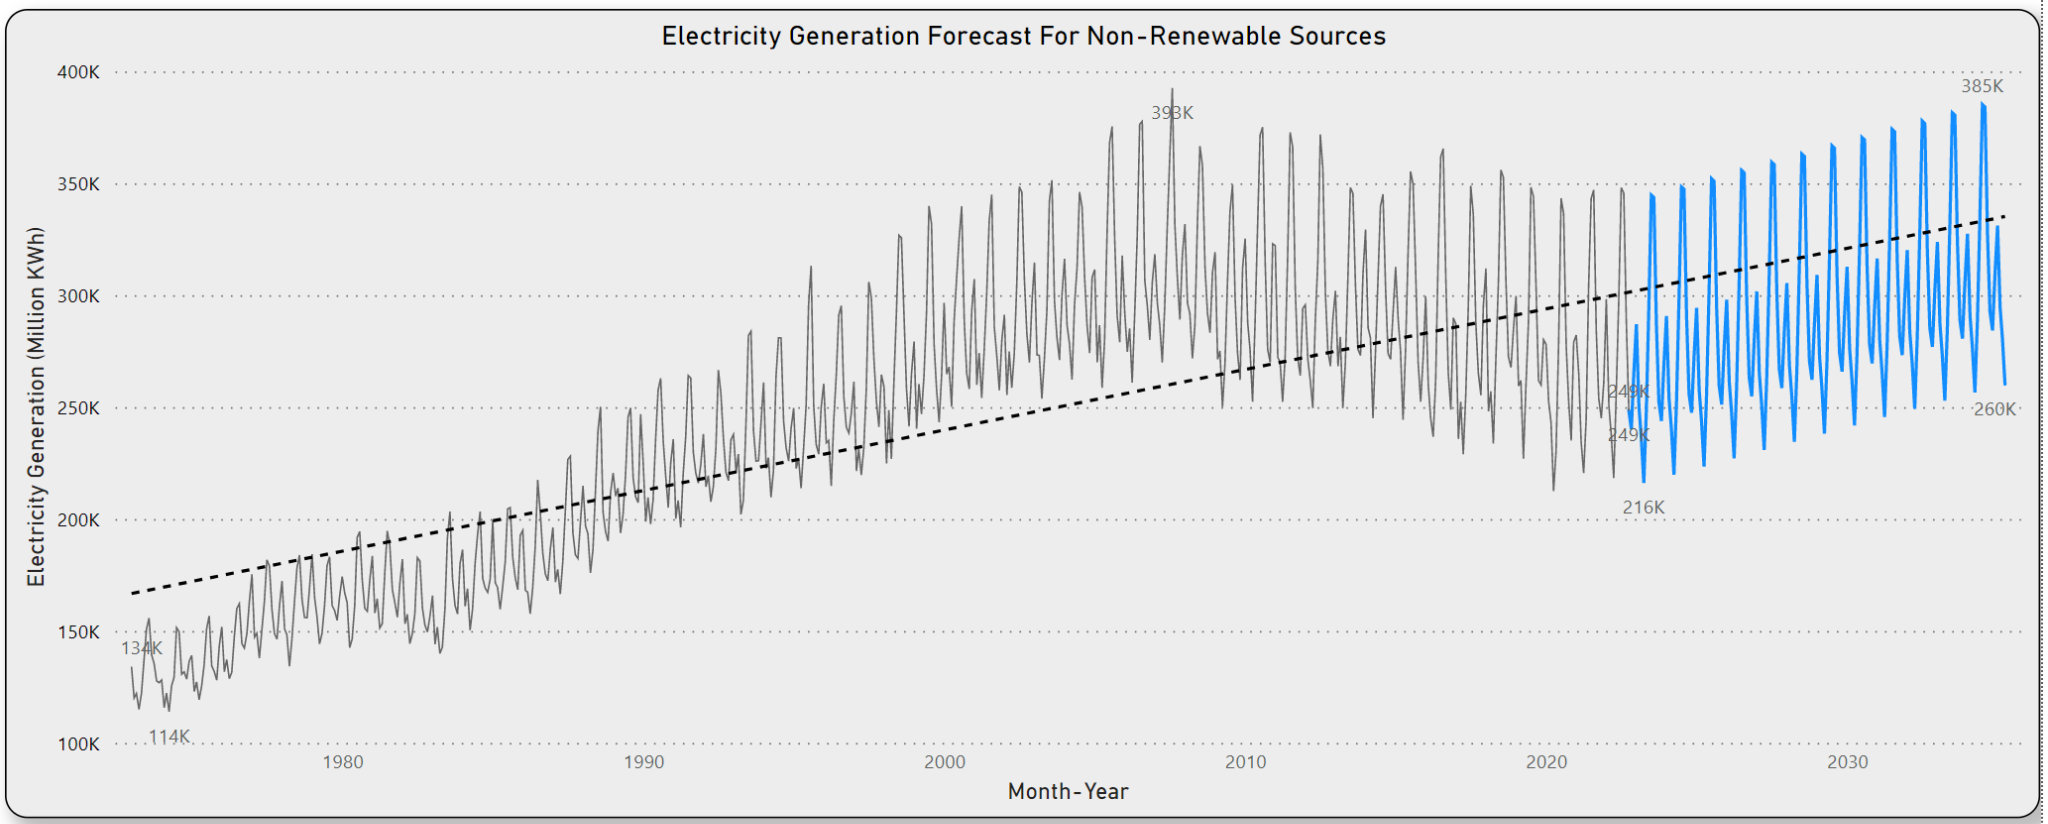 Electricity Generation Forecast For Non-Renewable Sources
Electricity Generation (Million KWh)
400K
350K
300K
250K
200K
150K
100K
134K
114K
393K
249K
249K
216K
385K
260K
1980
1990
2000
2010
2020
2030
Month-Year